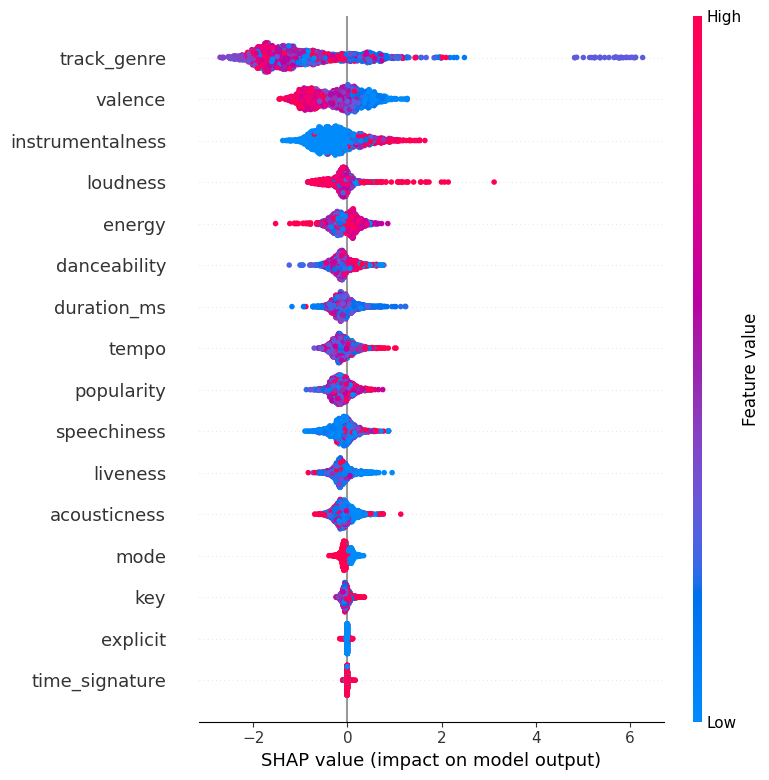 High
track_genre
valence
instrumentalness
loudness
energy
danceability
duration_ms
tempo
popularity
speechiness
liveness
acousticness
mode
key
explicit
time_signature
Feature value
Low
−2 0 2 4 6
SHAP value (impact on model output)